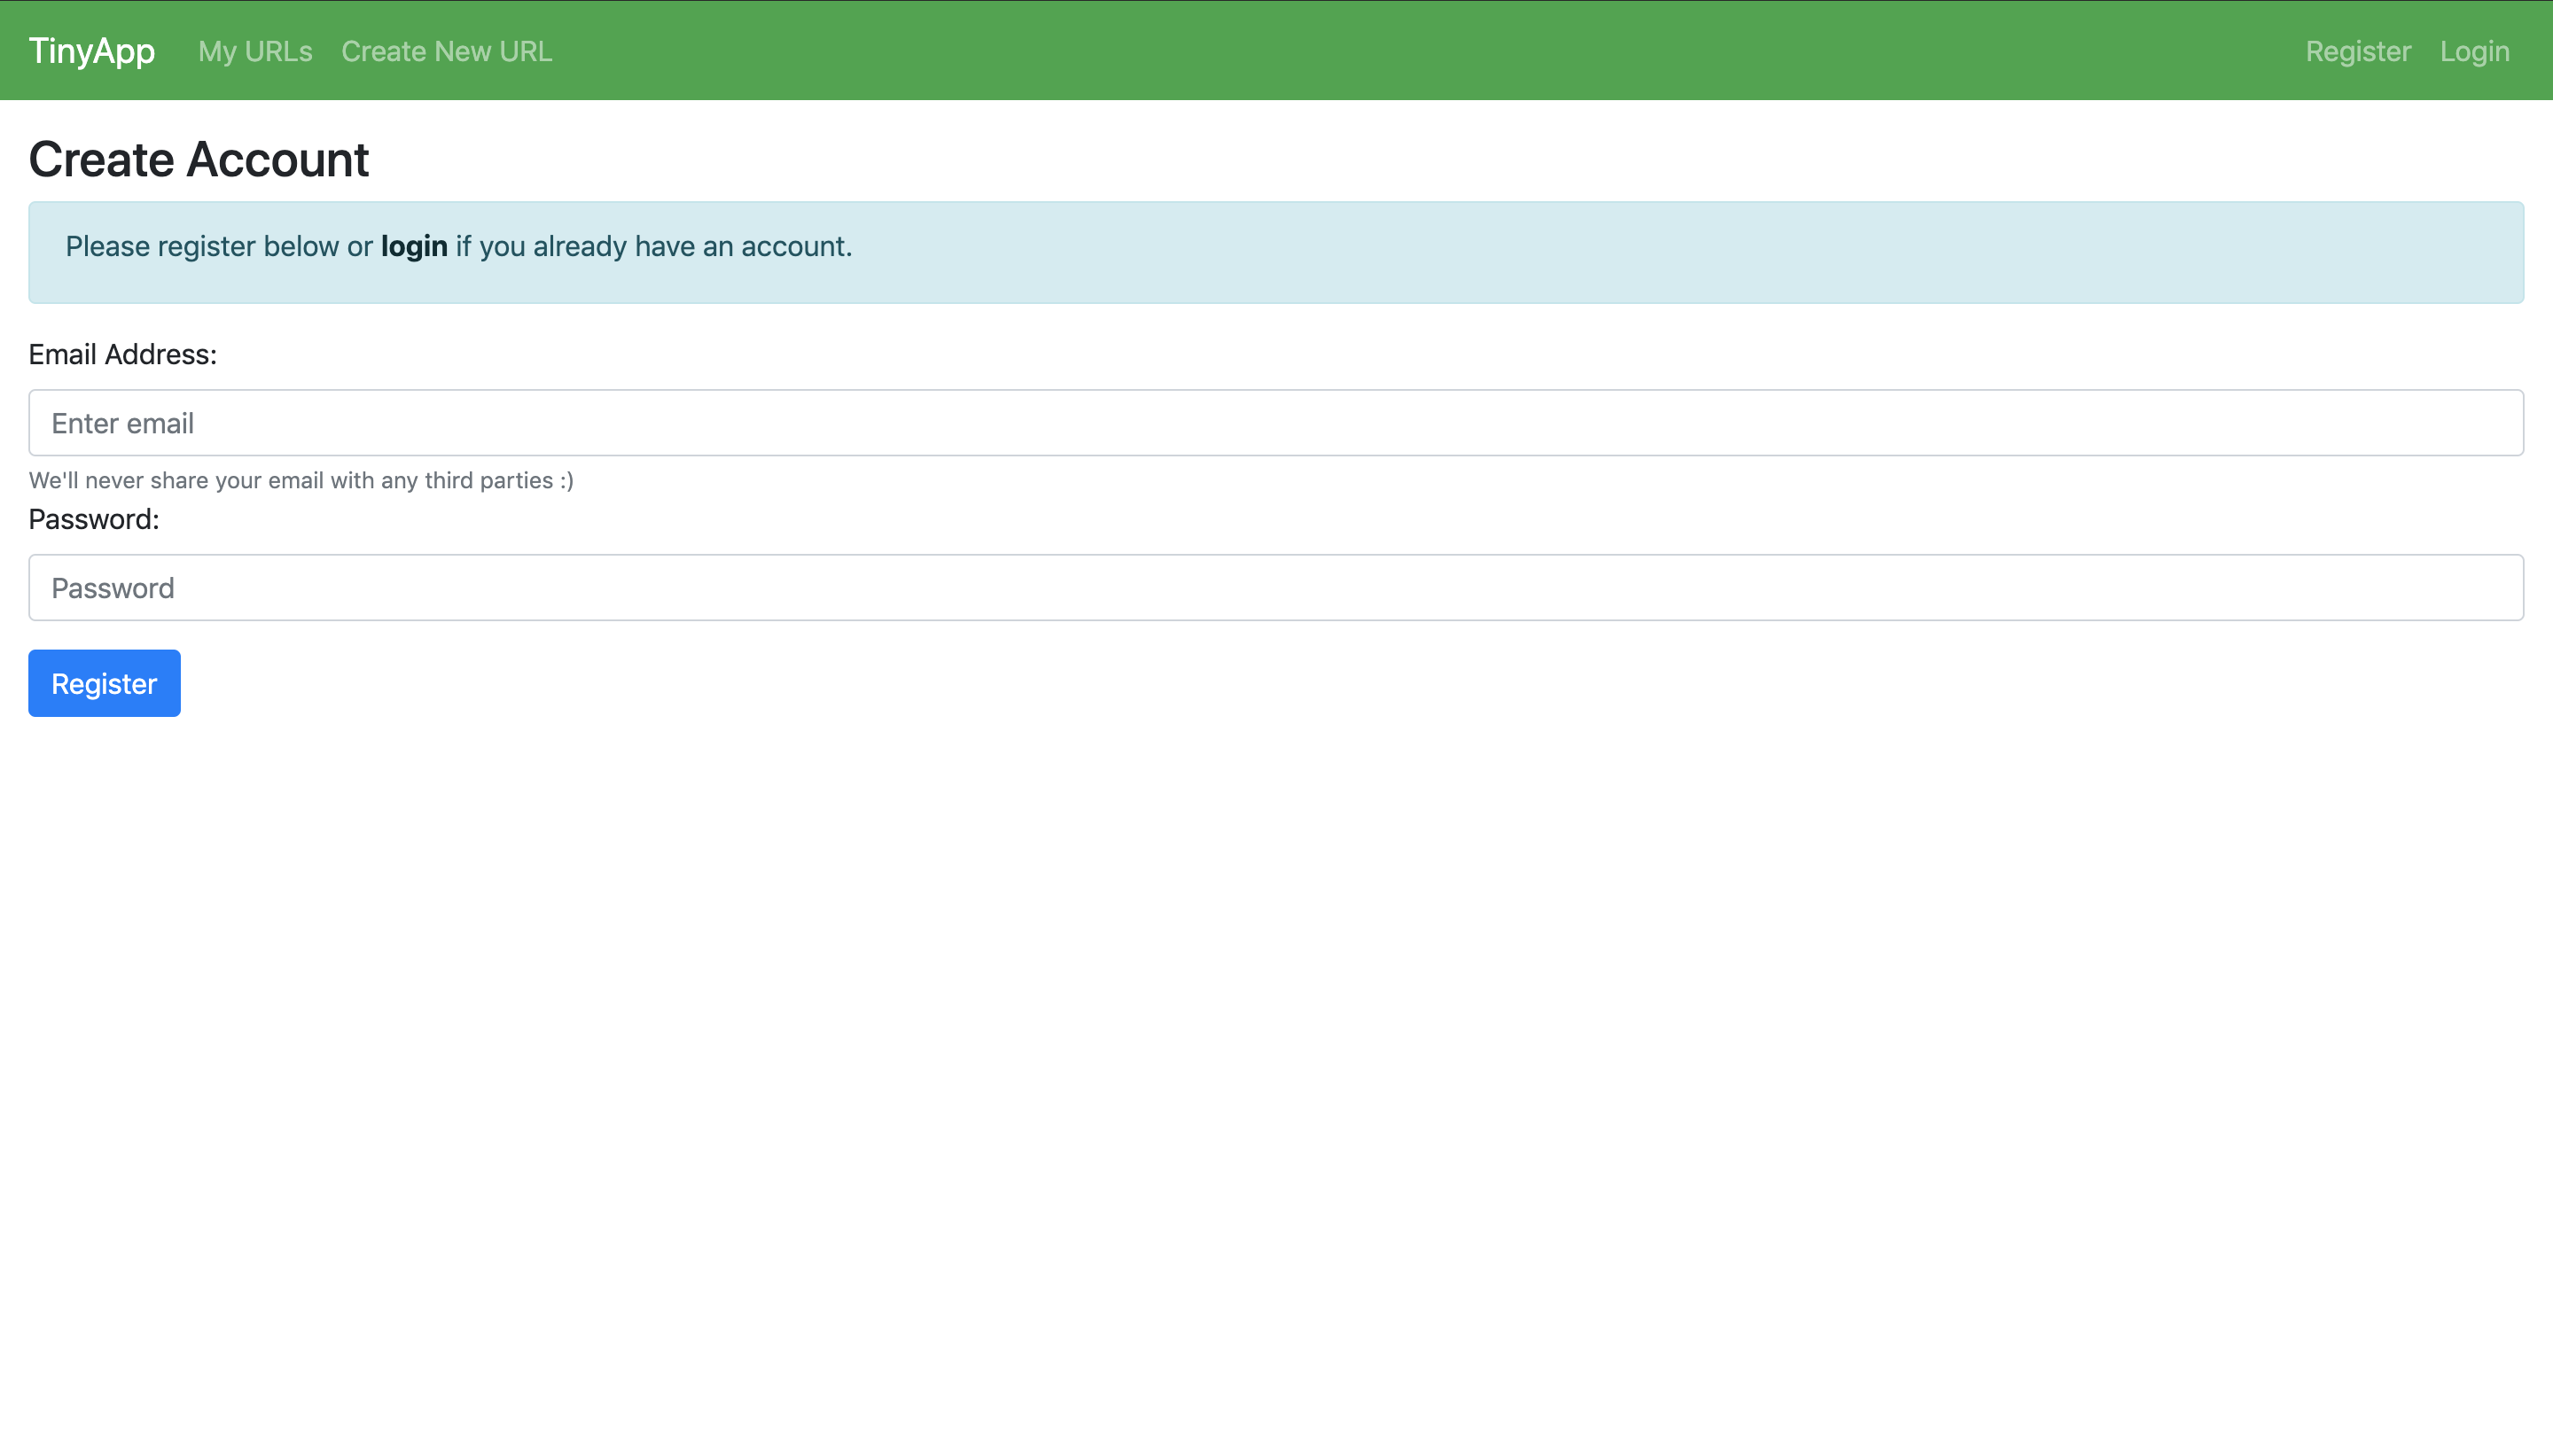 TinyApp My URLs Create New URL Register Login
Create Account
Please register below or login if you already have an account.
Email Address:
Enter email
We'll never share your email with any third parties :)
Password:
Password
Register